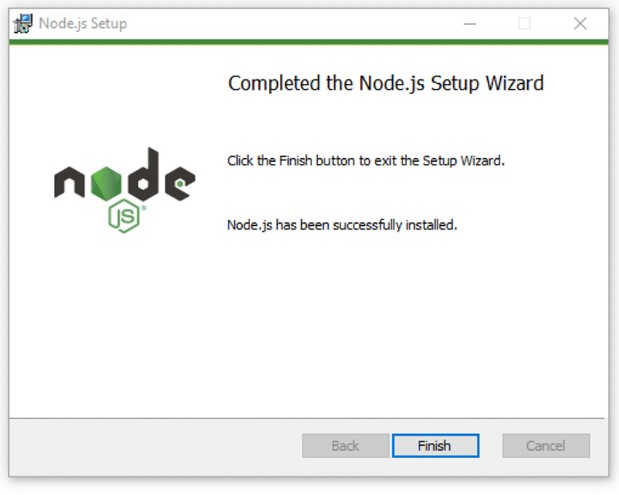 Node.js Setup
Completed the Node.js Setup Wizard
Click the Finish button to exit the Setup Wizard.
node
JS®
Node.js has been successfully installed.
Back
Finish
Cancel